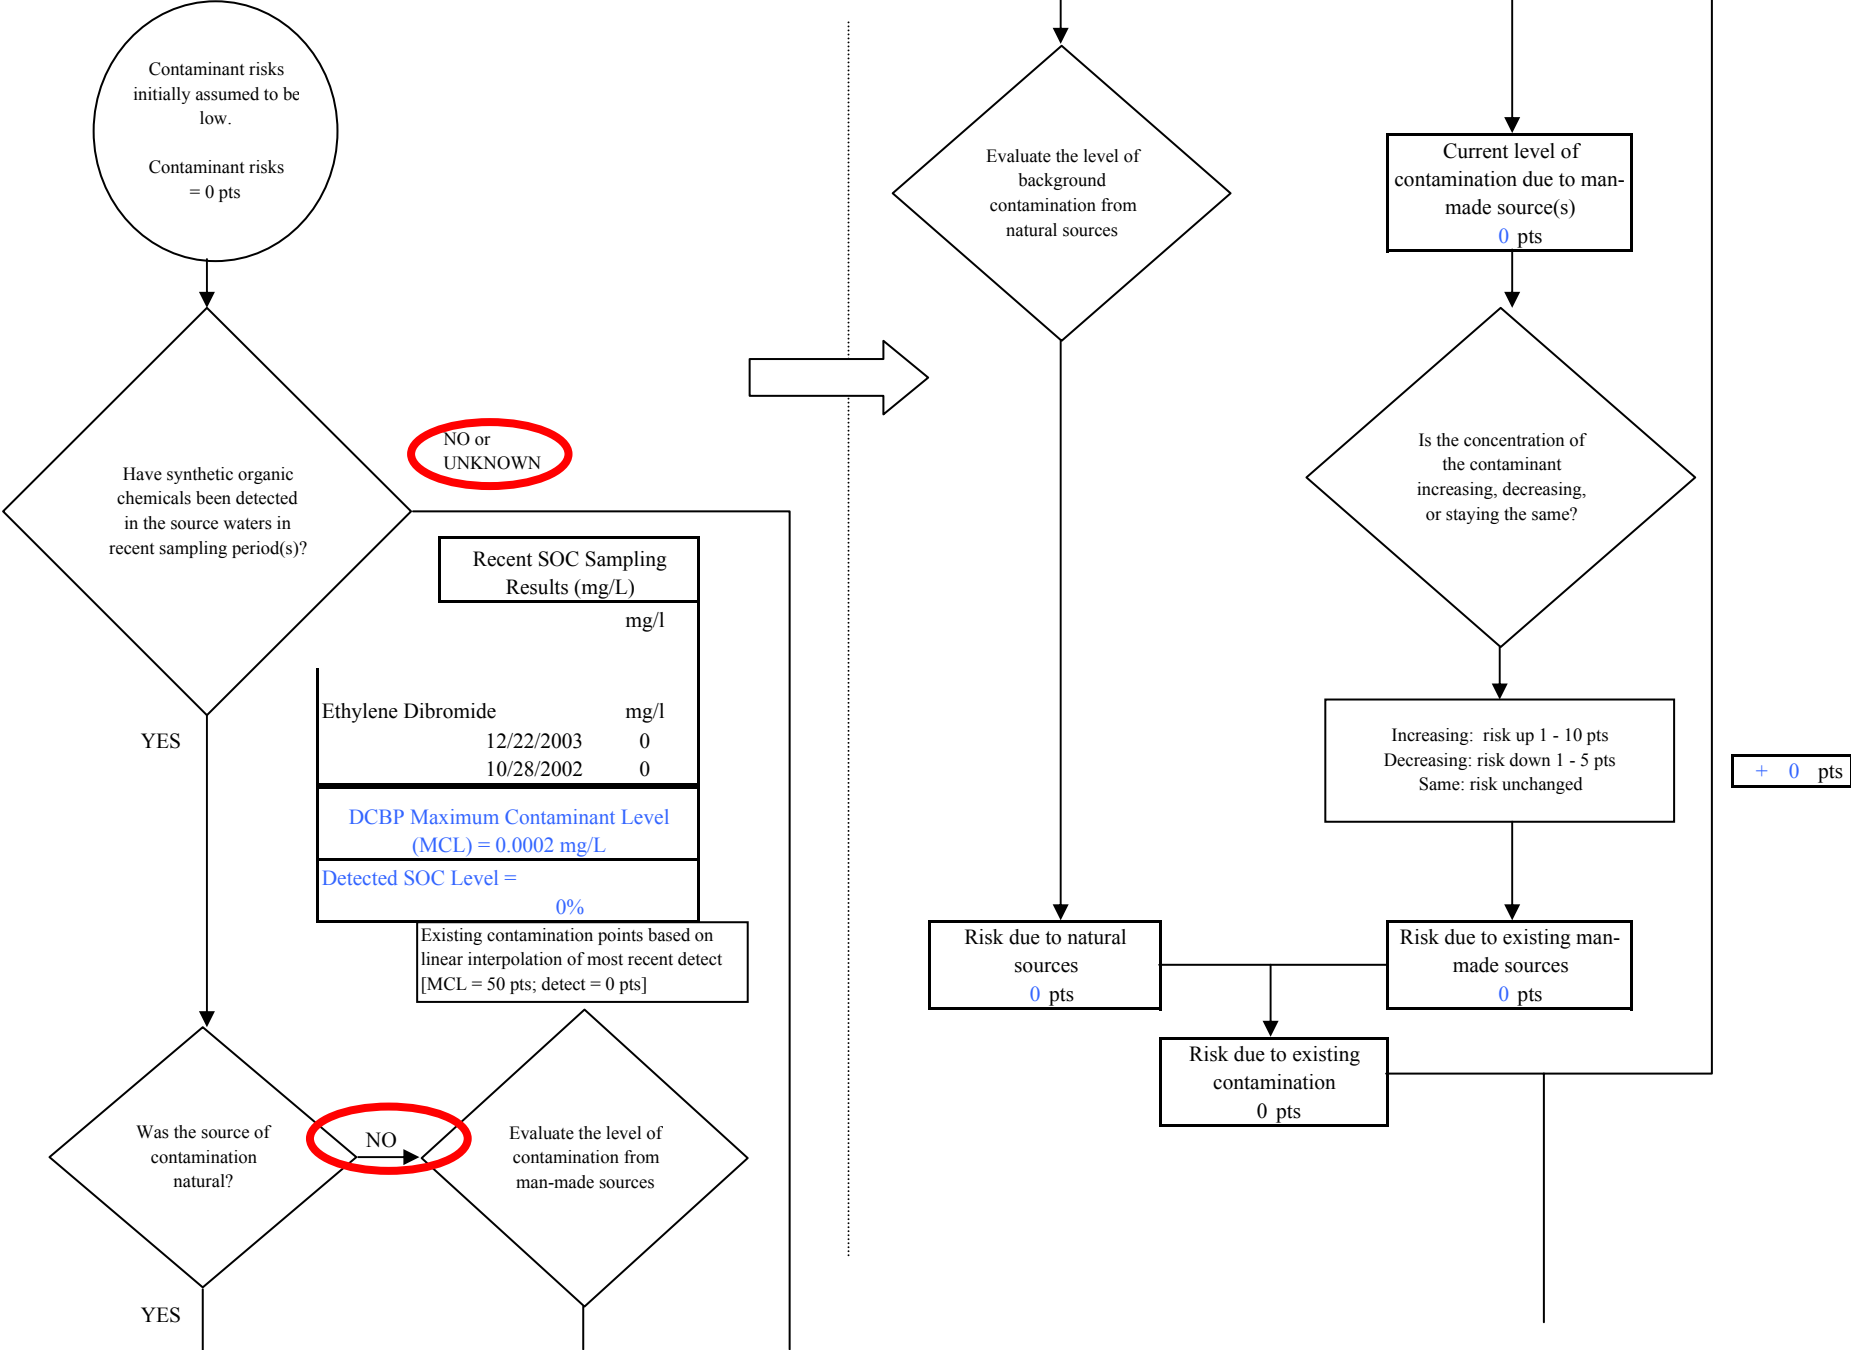 Contaminant risks
initially assumed to be
low.
Contaminant risks
= 0 pts
Have synthetic organic
chemicals been detected
in the source waters in
recent sampling period(s)?
NO or
UNKNOWN
YES
Recent SOC Sampling
Results (mg/L)
mg/l
Ethylene Dibromide mg/l
12/22/2003 0
10/28/2002 0
DCBP Maximum Contaminant Level
(MCL) = 0.0002 mg/L
Detected SOC Level =
0%
Existing contamination points based on
linear interpolation of most recent detect
[MCL = 50 pts; detect = 0 pts]
Was the source of
contamination
natural?
NO
Evaluate the level of
contamination from
man-made sources
YES
Evaluate the level of
background
contamination from
natural sources
Current level of
contamination due to man-
made source(s)
0 pts
Is the concentration of
the contaminant
increasing, decreasing,
or staying the same?
Increasing: risk up 1 - 10 pts
Decreasing: risk down 1 - 5 pts
Same: risk unchanged
+ 0 pts
Risk due to natural
sources
0 pts
Risk due to existing man-
made sources
0 pts
Risk due to existing
contamination
0 pts